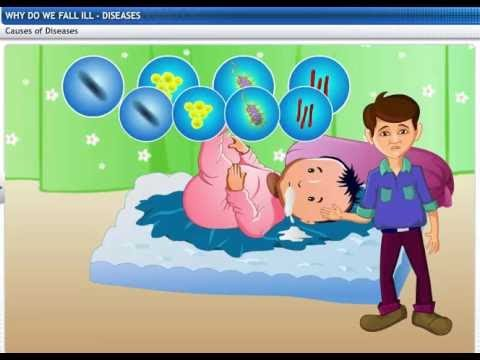 WHY DO WE FALL ILL - DISEASES
Causes of Diseases